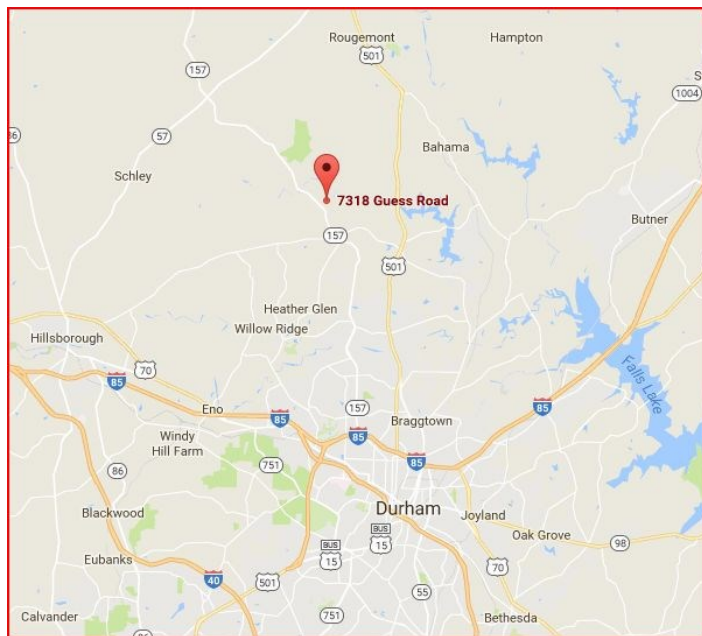 Rougemont
Hampton
501
157
S
1004
57
86
Bahama
Schley
7318 Guess Road
Butner
157
501
Heather Glen
Willow Ridge
Hillsborough
70
85
Falls Lake
Eno
85
157
Braggtown
85
85
85
Windy
Hill Farm
751
86
Durham
Blackwood
Joyland
BUS
15
BUS
15
Oak Grove
98
Eubanks
70
40
501
55
Calvander
751
Bethesda
86